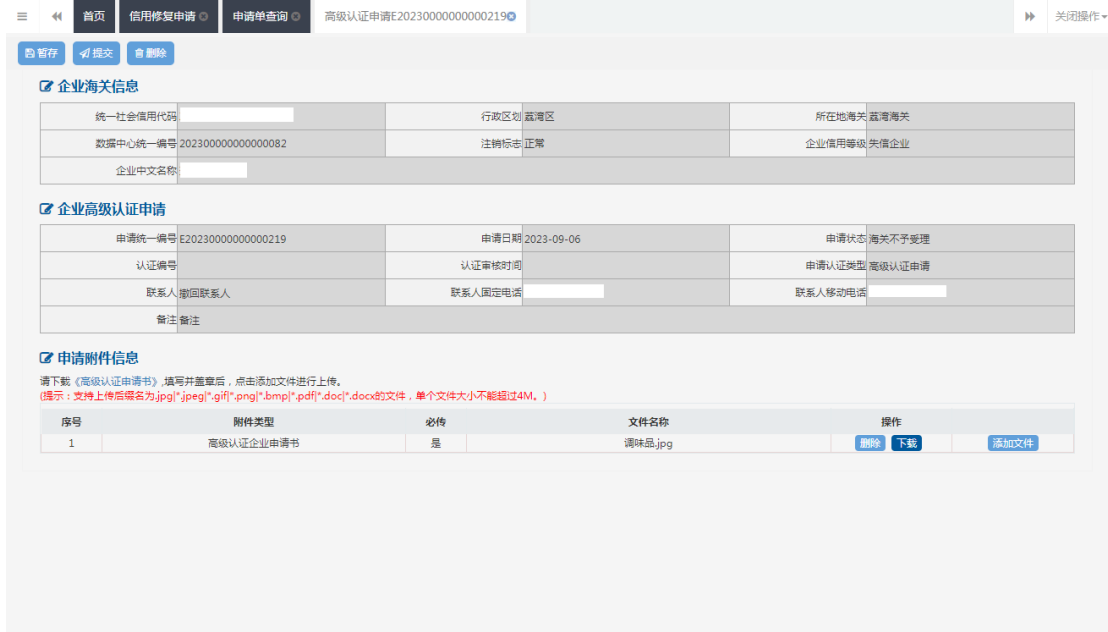 首页 信用修复申请 申请单查询 高级认证申请E20230000000000219 关闭操作
暂存 提交 删除
企业海关信息
统一社会信用代码 行政区划 荔湾区 所在地海关 荔湾海关
数据中心统一编号 202300000000000082 注销标志 正常 企业信用等级 失信企业
企业中文名称
企业高级认证申请
申请统一编号 E20230000000000219 申请日期 2023-09-06 申请状态 海关不予受理
认证编号 认证审核时间 申请认证类型 高级认证申请
联系人 撤回联系人 联系人固定电话 联系人移动电话
备注 备注
申请附件信息
请下载《高级认证申请书》,填写并盖章后，点击添加文件进行上传。
(提示：支持上传后缀名为.jpg|*.jpeg|*.gif|*.png|*.bmp|*.pdf|*.doc|*.docx的文件，单个文件大小不能超过4M。)
序号 附件类型 必传 文件名称 操作
1 高级认证企业申请书 是 调味品.jpg 删除 下载 添加文件